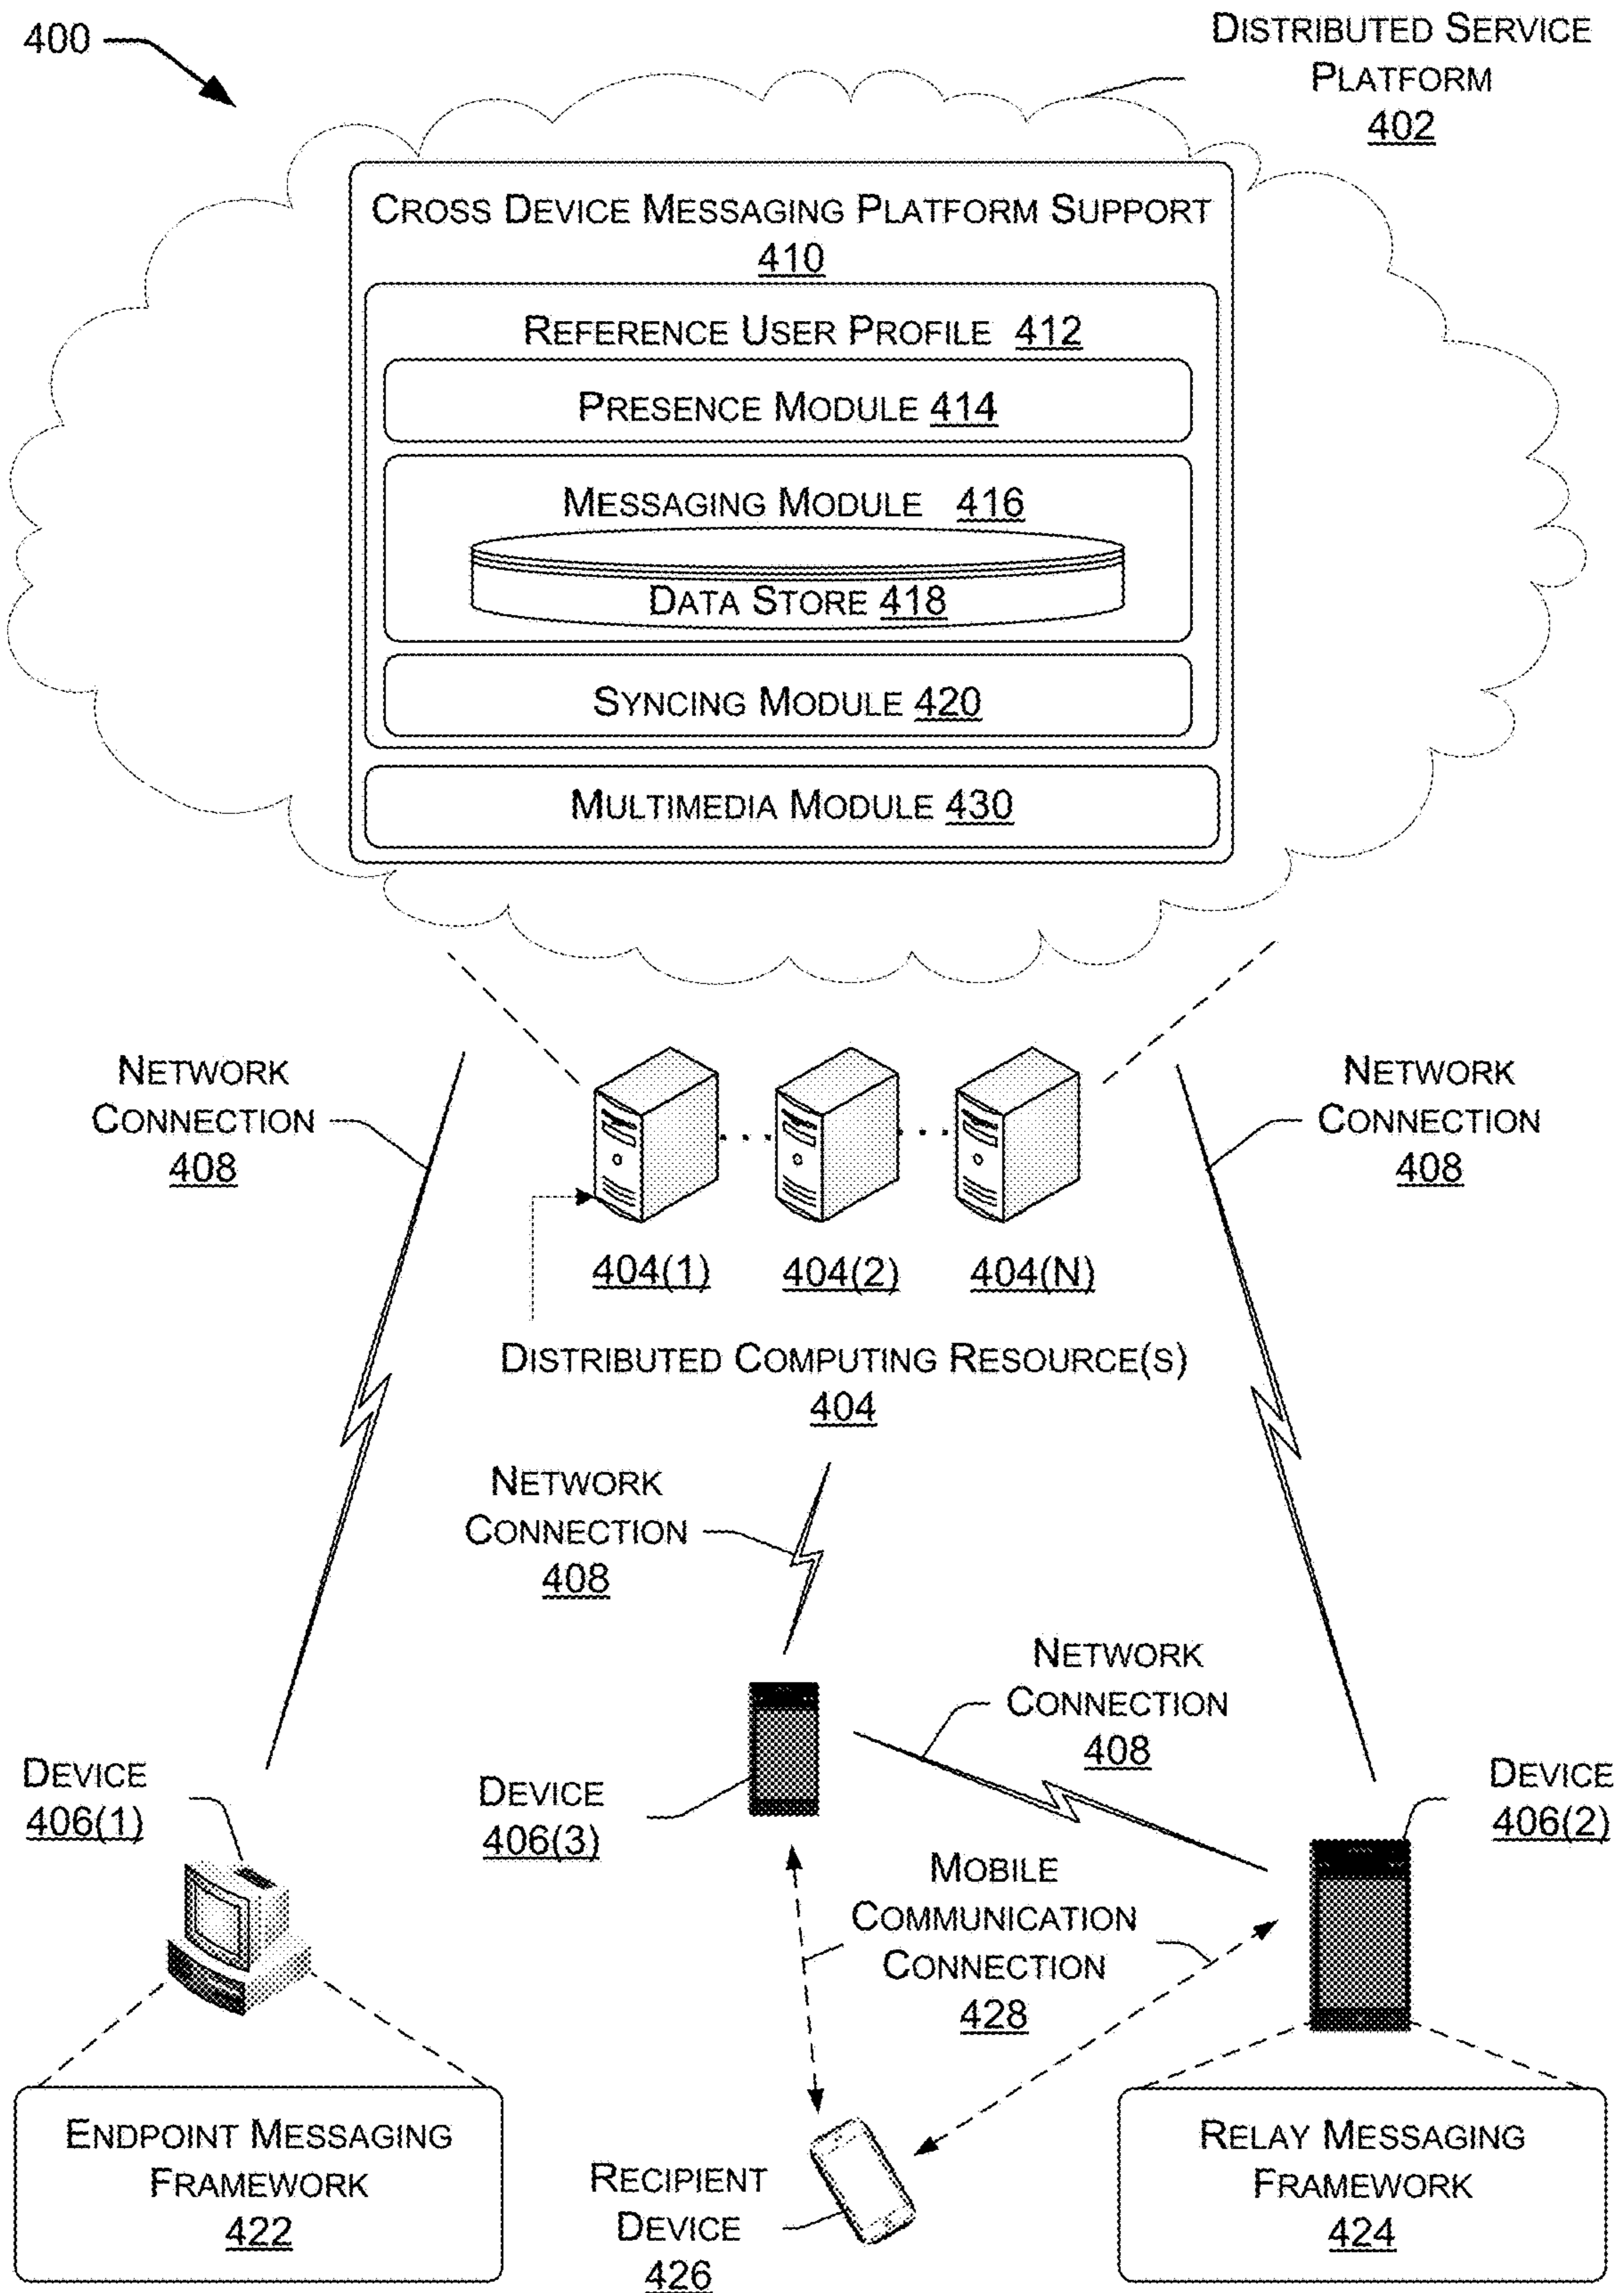 400
DISTRIBUTED SERVICE
PLATFORM
402
CROSS DEVICE MESSAGING PLATFORM SUPPORT
410
REFERENCE USER PROFILE 412
PRESENCE MODULE 414
MESSAGING MODULE 416
DATA STORE 418
SYNCING MODULE 420
MULTIMEDIA MODULE 430
NETWORK
CONNECTION
408
NETWORK
CONNECTION
408
404(1)
404(2)
404(N)
DISTRIBUTED COMPUTING RESOURCE(S)
404
NETWORK
CONNECTION
408
NETWORK
CONNECTION
408
DEVICE
406(1)
DEVICE
406(3)
DEVICE
406(2)
MOBILE
COMMUNICATION
CONNECTION
428
ENDPOINT MESSAGING
FRAMEWORK
422
RECIPIENT
DEVICE
426
RELAY MESSAGING
FRAMEWORK
424